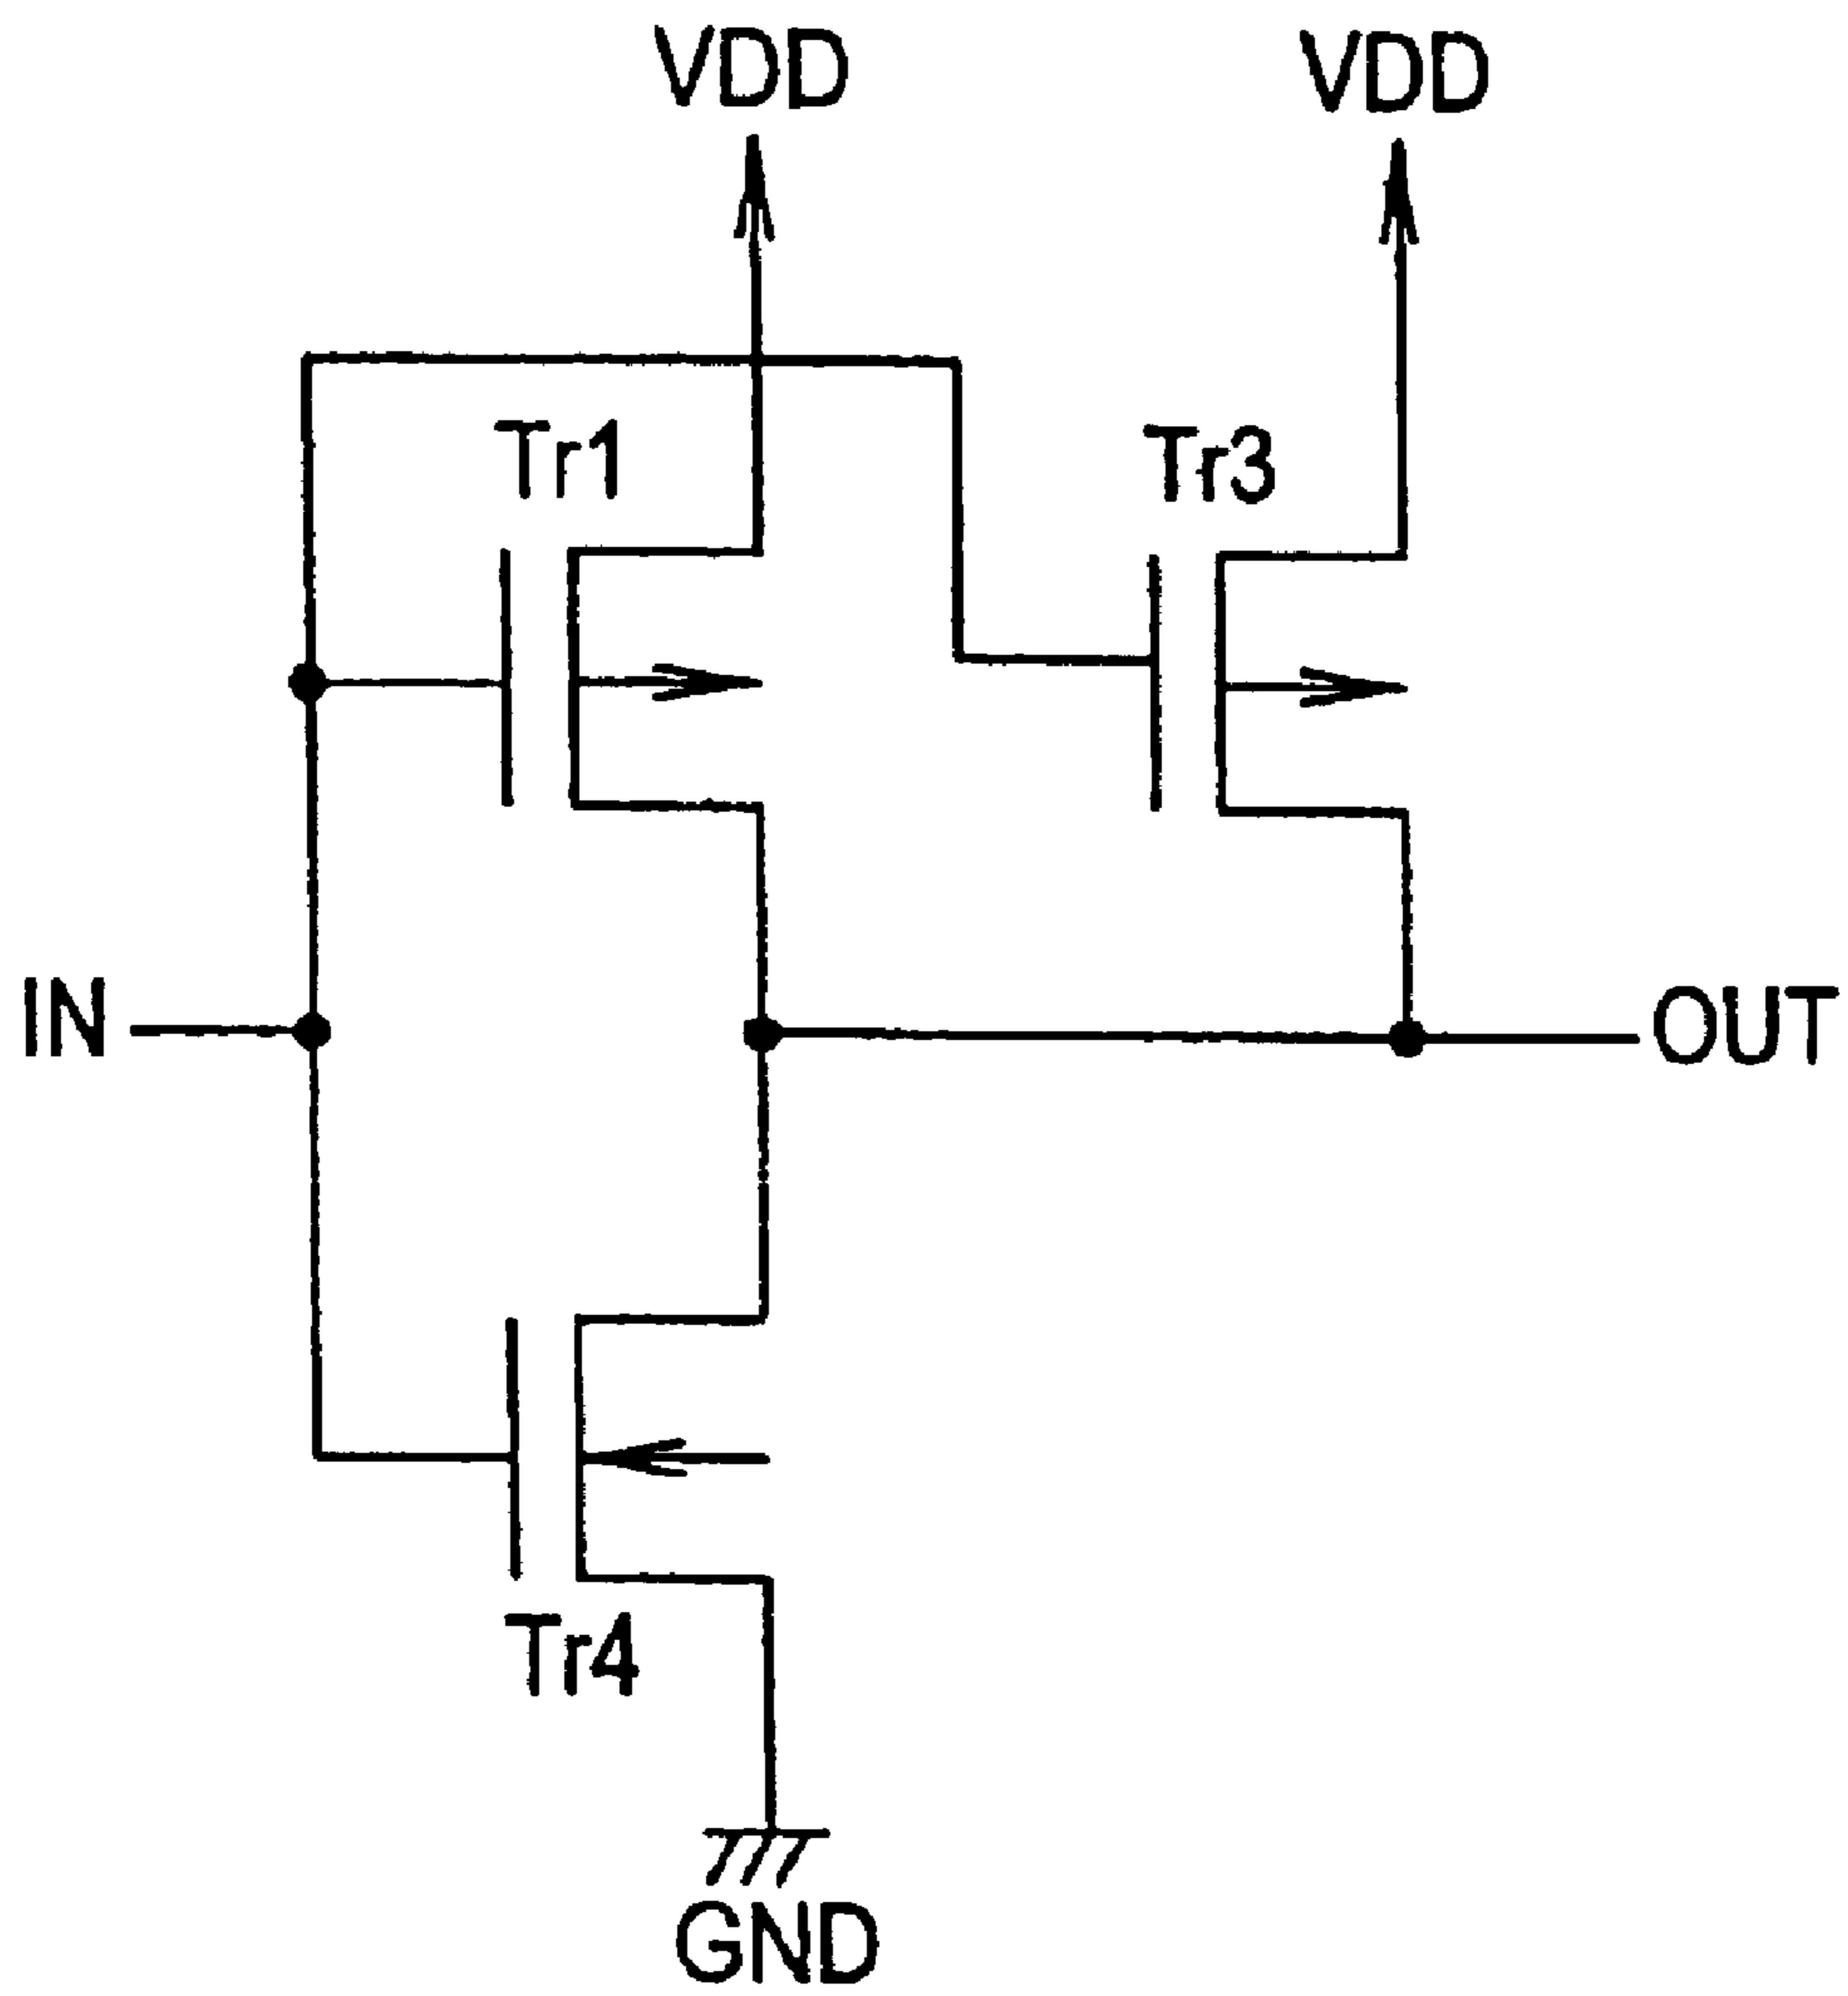 VDD
VDD
Tr1
Tr3
IN
OUT
Tr4
GND